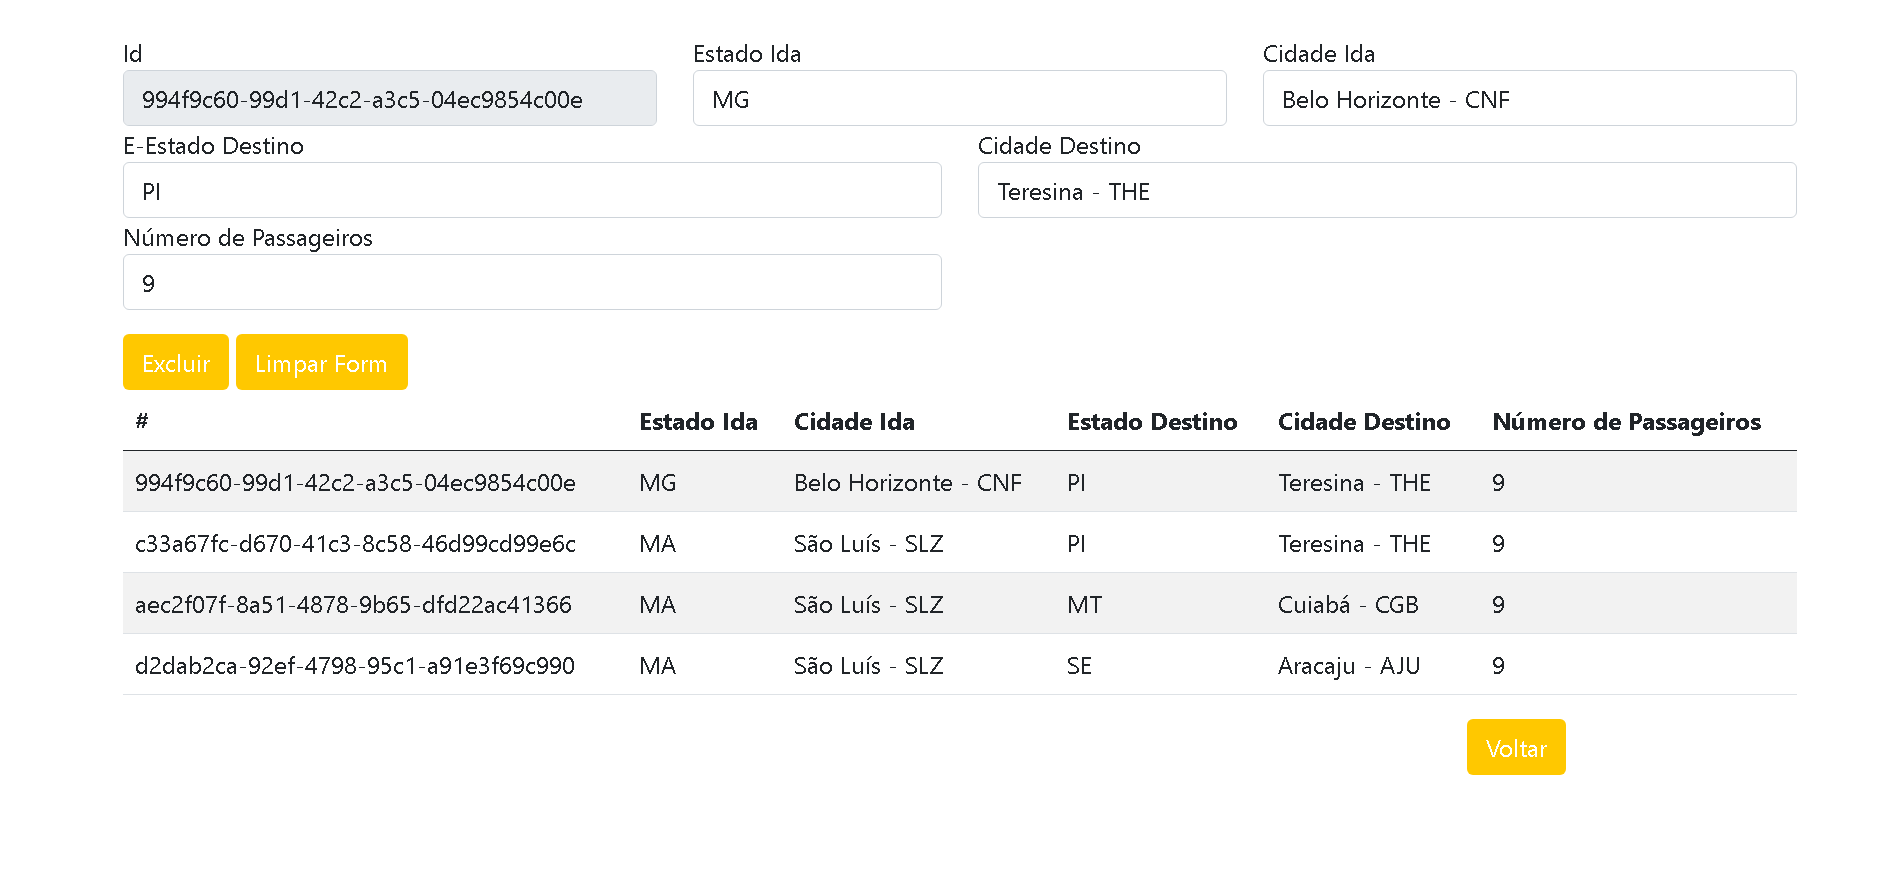 Id Estado Ida Cidade Ida
994f9c60-99d1-42c2-a3c5-04ec9854c00e MG Belo Horizonte - CNF
E-Estado Destino Cidade Destino
PI Teresina - THE
Número de Passageiros
9
Excluir Limpar Form
# Estado Ida Cidade Ida Estado Destino Cidade Destino Número de Passageiros
994f9c60-99d1-42c2-a3c5-04ec9854c00e MG Belo Horizonte - CNF PI Teresina - THE 9
c33a67fc-d670-41c3-8c58-46d99cd99e6c MA São Luís - SLZ PI Teresina - THE 9
aec2f07f-8a51-4878-9b65-dfd22ac41366 MA São Luís - SLZ MT Cuiabá - CGB 9
d2dab2ca-92ef-4798-95c1-a91e3f69c990 MA São Luís - SLZ SE Aracaju - AJU 9
Voltar